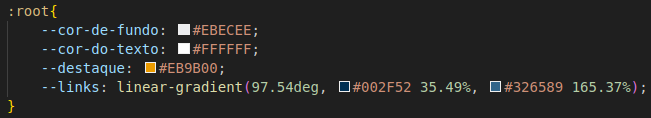 :root{
--cor-de-fundo: #EBECEE;
--cor-do-texto: #FFFFFF;
--destaque: #EB9B00;
--links: linear-gradient(97.54deg, #002F52 35.49%, #326589 165.37%);
}